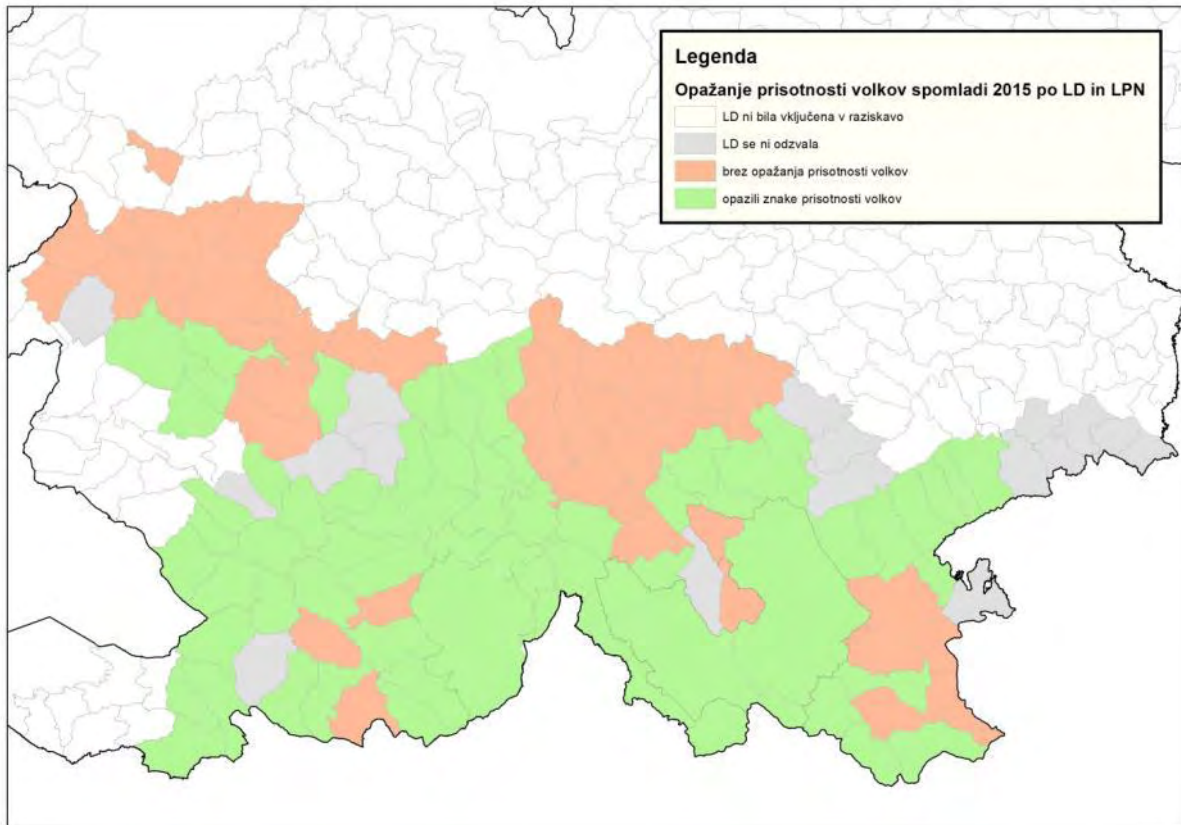 Legenda
Opažanje prisotnosti volkov spomladi 2015 po LD in LPN
LD ni bila vključena v raziskavo
LD se ni odzvala
brez opažanja prisotnosti volkov
opazili znake prisotnosti volkov